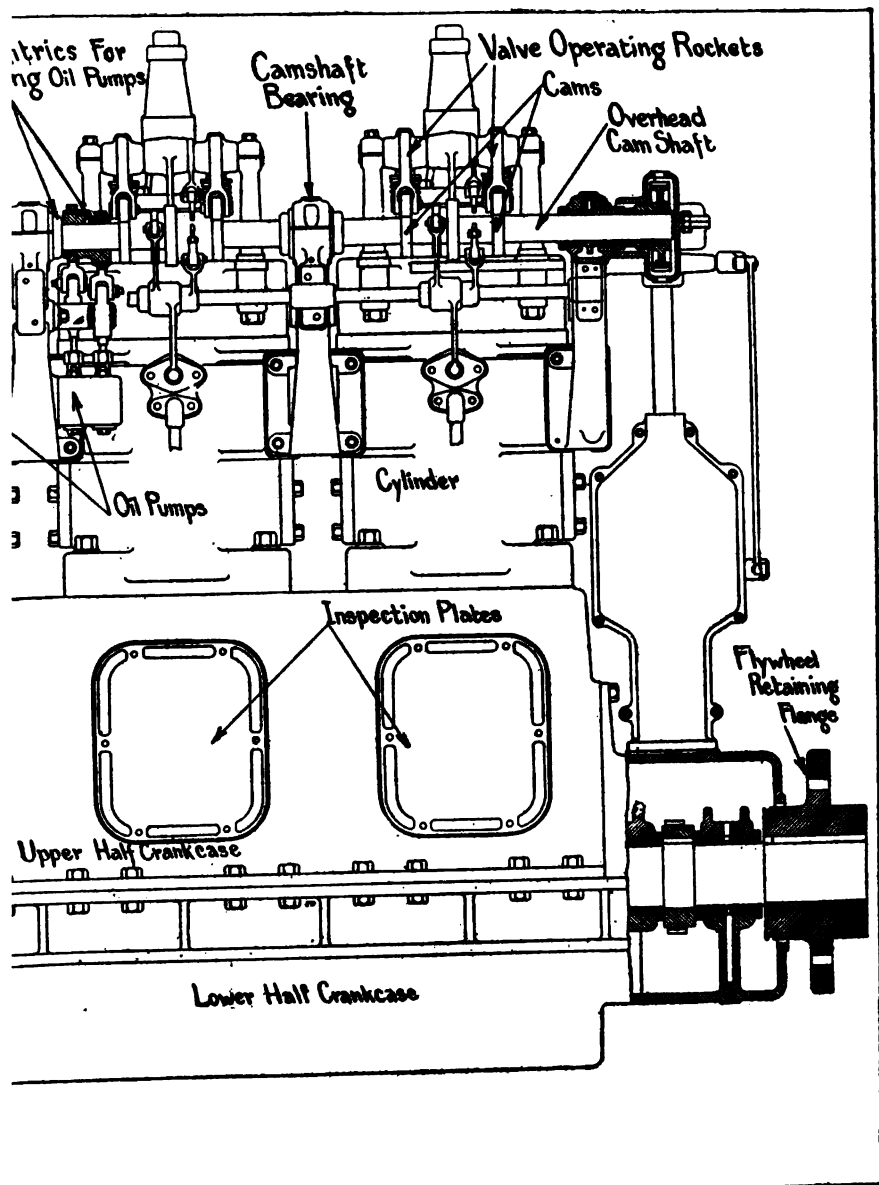 ntrics For
ng Oil Pumps
Camshaft
Bearing
Valve Operating Rockets
Cams
Overhead
Cam Shaft
Cylinder
Oil Pumps
Inspection Plates
Flywheel
Retaining
Flange
Upper Half Crankcase
Lower Half Crankcase